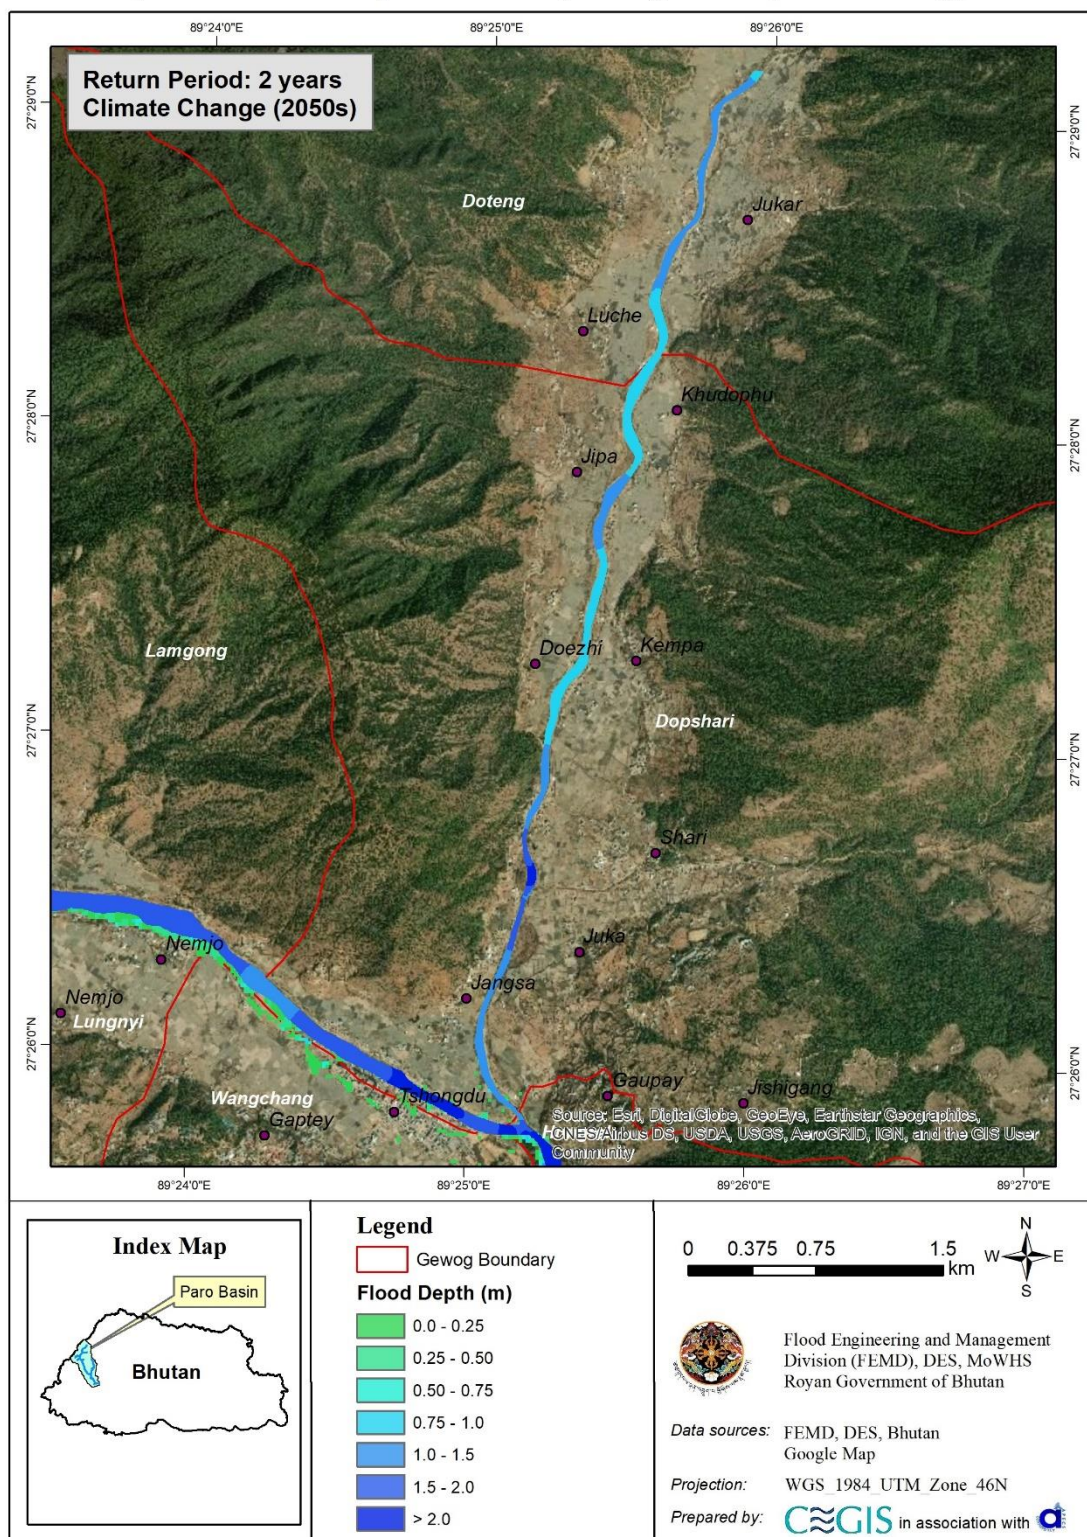 89°24'0"E
89°25'0"E
89°26'0"E
Return Period: 2 years
Climate Change (2050s)
27°29'0"N
27°29'0"N
Doteng
Jukar
Luche
Khudophu
27°28'0"N
27°28'0"N
Jipa
Lamgong
Doezhi
Kempa
Dopshari
27°27'0"N
27°27'0"N
Shari
Nemjo
Juka
Jangsa
Nemjo
Lungnyi
27°26'0"N
27°26'0"N
Wangchang
Tshongdu
Gaupay
Jishigang
Gaptey
Source: Esri, DigitalGlobe, GeoEye, Earthstar Geographics,
CNES/Airbus DS, USDA, USGS, AeroGRID, IGN, and the GIS User
Community
89°24'0"E
89°25'0"E
89°26'0"E
89°27'0"E
Index Map
Paro Basin
Bhutan
Legend
Gewog Boundary
Flood Depth (m)
0.0 - 0.25
0.25 - 0.50
0.50 - 0.75
0.75 - 1.0
1.0 - 1.5
1.5 - 2.0
> 2.0
0 0.375 0.75 1.5
km
N
W E
S
Flood Engineering and Management
Division (FEMD), DES, MoWHS
Royan Government of Bhutan
Data sources: FEMD, DES, Bhutan
Google Map
Projection: WGS_1984_UTM_Zone_46N
Prepared by: CEGIS in association with